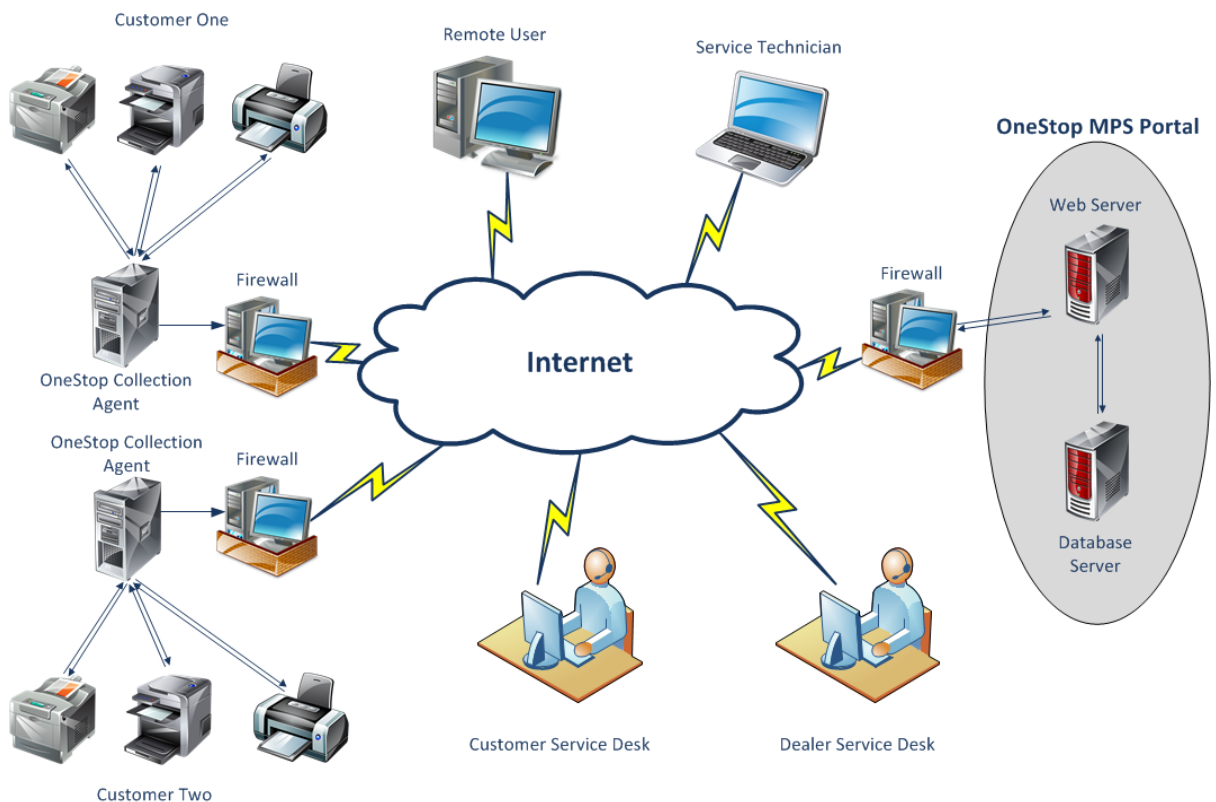 Customer One
Remote User
Service Technician
OneStop MPS Portal
Web Server
Firewall
Firewall
Internet
OneStop Collection
Agent
OneStop Collection
Agent
Firewall
Database
Server
Customer Service Desk
Dealer Service Desk
Customer Two